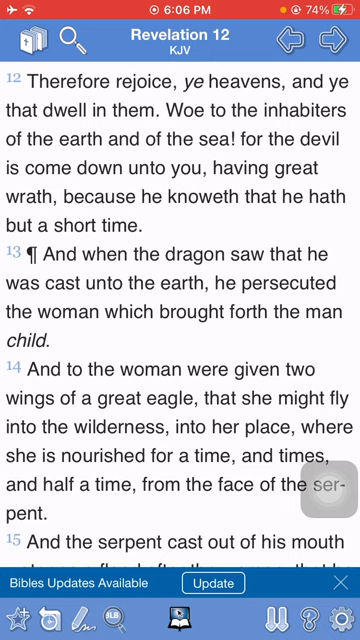 6:06 PM
74%
Revelation 12
KJV
12 Therefore rejoice, ye heavens, and ye
that dwell in them. Woe to the inhabiters
of the earth and of the sea! for the devil
is come down unto you, having great
wrath, because he knoweth that he hath
but a short time.
13 ¶ And when the dragon saw that he
was cast unto the earth, he persecuted
the woman which brought forth the man
child.
14 And to the woman were given two
wings of a great eagle, that she might fly
into the wilderness, into her place, where
she is nourished for a time, and times,
and half a time, from the face of the ser-
pent.
15 And the serpent cast out of his mouth
Bibles Updates Available
Update
SLB